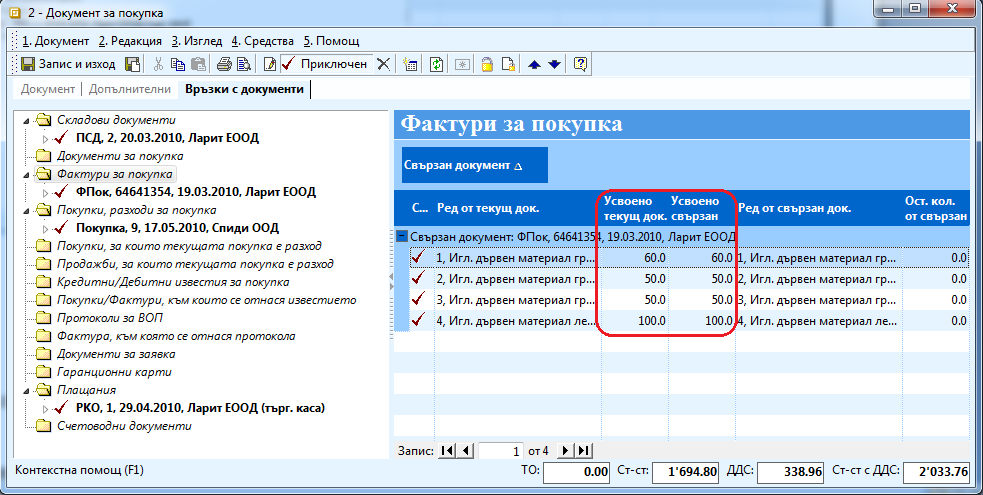 2 - Документ за покупка
1. Документ 2. Редакция 3. Изглед 4. Средства 5. Помощ
Запис и изход Приключен
Документ Допълнителни Връзки с документи
Складови документи
ПСД, 2, 20.03.2010, Ларит ЕООД
Документи за покупка
Фактури за покупка
ФПок, 64641354, 19.03.2010, Ларит ЕООД
Покупки, разходи за покупка
Покупка, 9, 17.05.2010, Спиди ООД
Покупки, за които текущата покупка е разход
Продажби, за които текущата покупка е разход
Кредитни/Дебитни известия за покупка
Покупки/Фактури, към които се отнася известието
Протоколи за ВОП
Фактура, към която се отнася протокола
Документи за заявка
Гаранционни карти
Плащания
РКО, 1, 29.04.2010, Ларит ЕООД (търг. каса)
Счетоводни документи
Фактури за покупка
Свързан документ
С... Ред от текущ док. Усвоено текущ док. Усвоено свързан Ред от свързан док. Ост. кол. от свързан
Свързан документ: ФПок, 64641354, 19.03.2010, Ларит ЕООД
1, Игл. дървен материал гр... 60.0 60.0 1, Игл. дървен материал гр... 0.0
2, Игл. дървен материал гр... 50.0 50.0 2, Игл. дървен материал гр... 0.0
3, Игл. дървен материал гр... 50.0 50.0 3, Игл. дървен материал гр... 0.0
4, Игл. дървен материал ле... 100.0 100.0 4, Игл. дървен материал ле... 0.0
Запис: 1 от 4
Контекстна помощ (F1) ТО: 0.00 Ст-ст: 1'694.80 ДДС: 338.96 Ст-ст с ДДС: 2'033.76